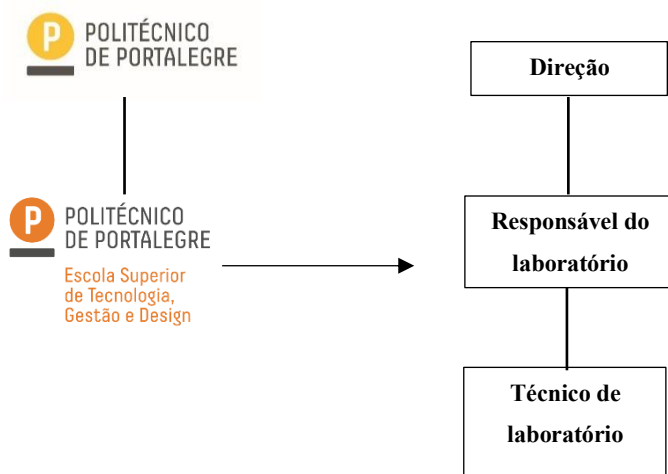 P
POLITÉCNICO
DE PORTALEGRE
P
POLITÉCNICO
DE PORTALEGRE
Escola Superior
de Tecnologia,
Gestão e Design
Direção
Responsável do
laboratório
Técnico de
laboratório